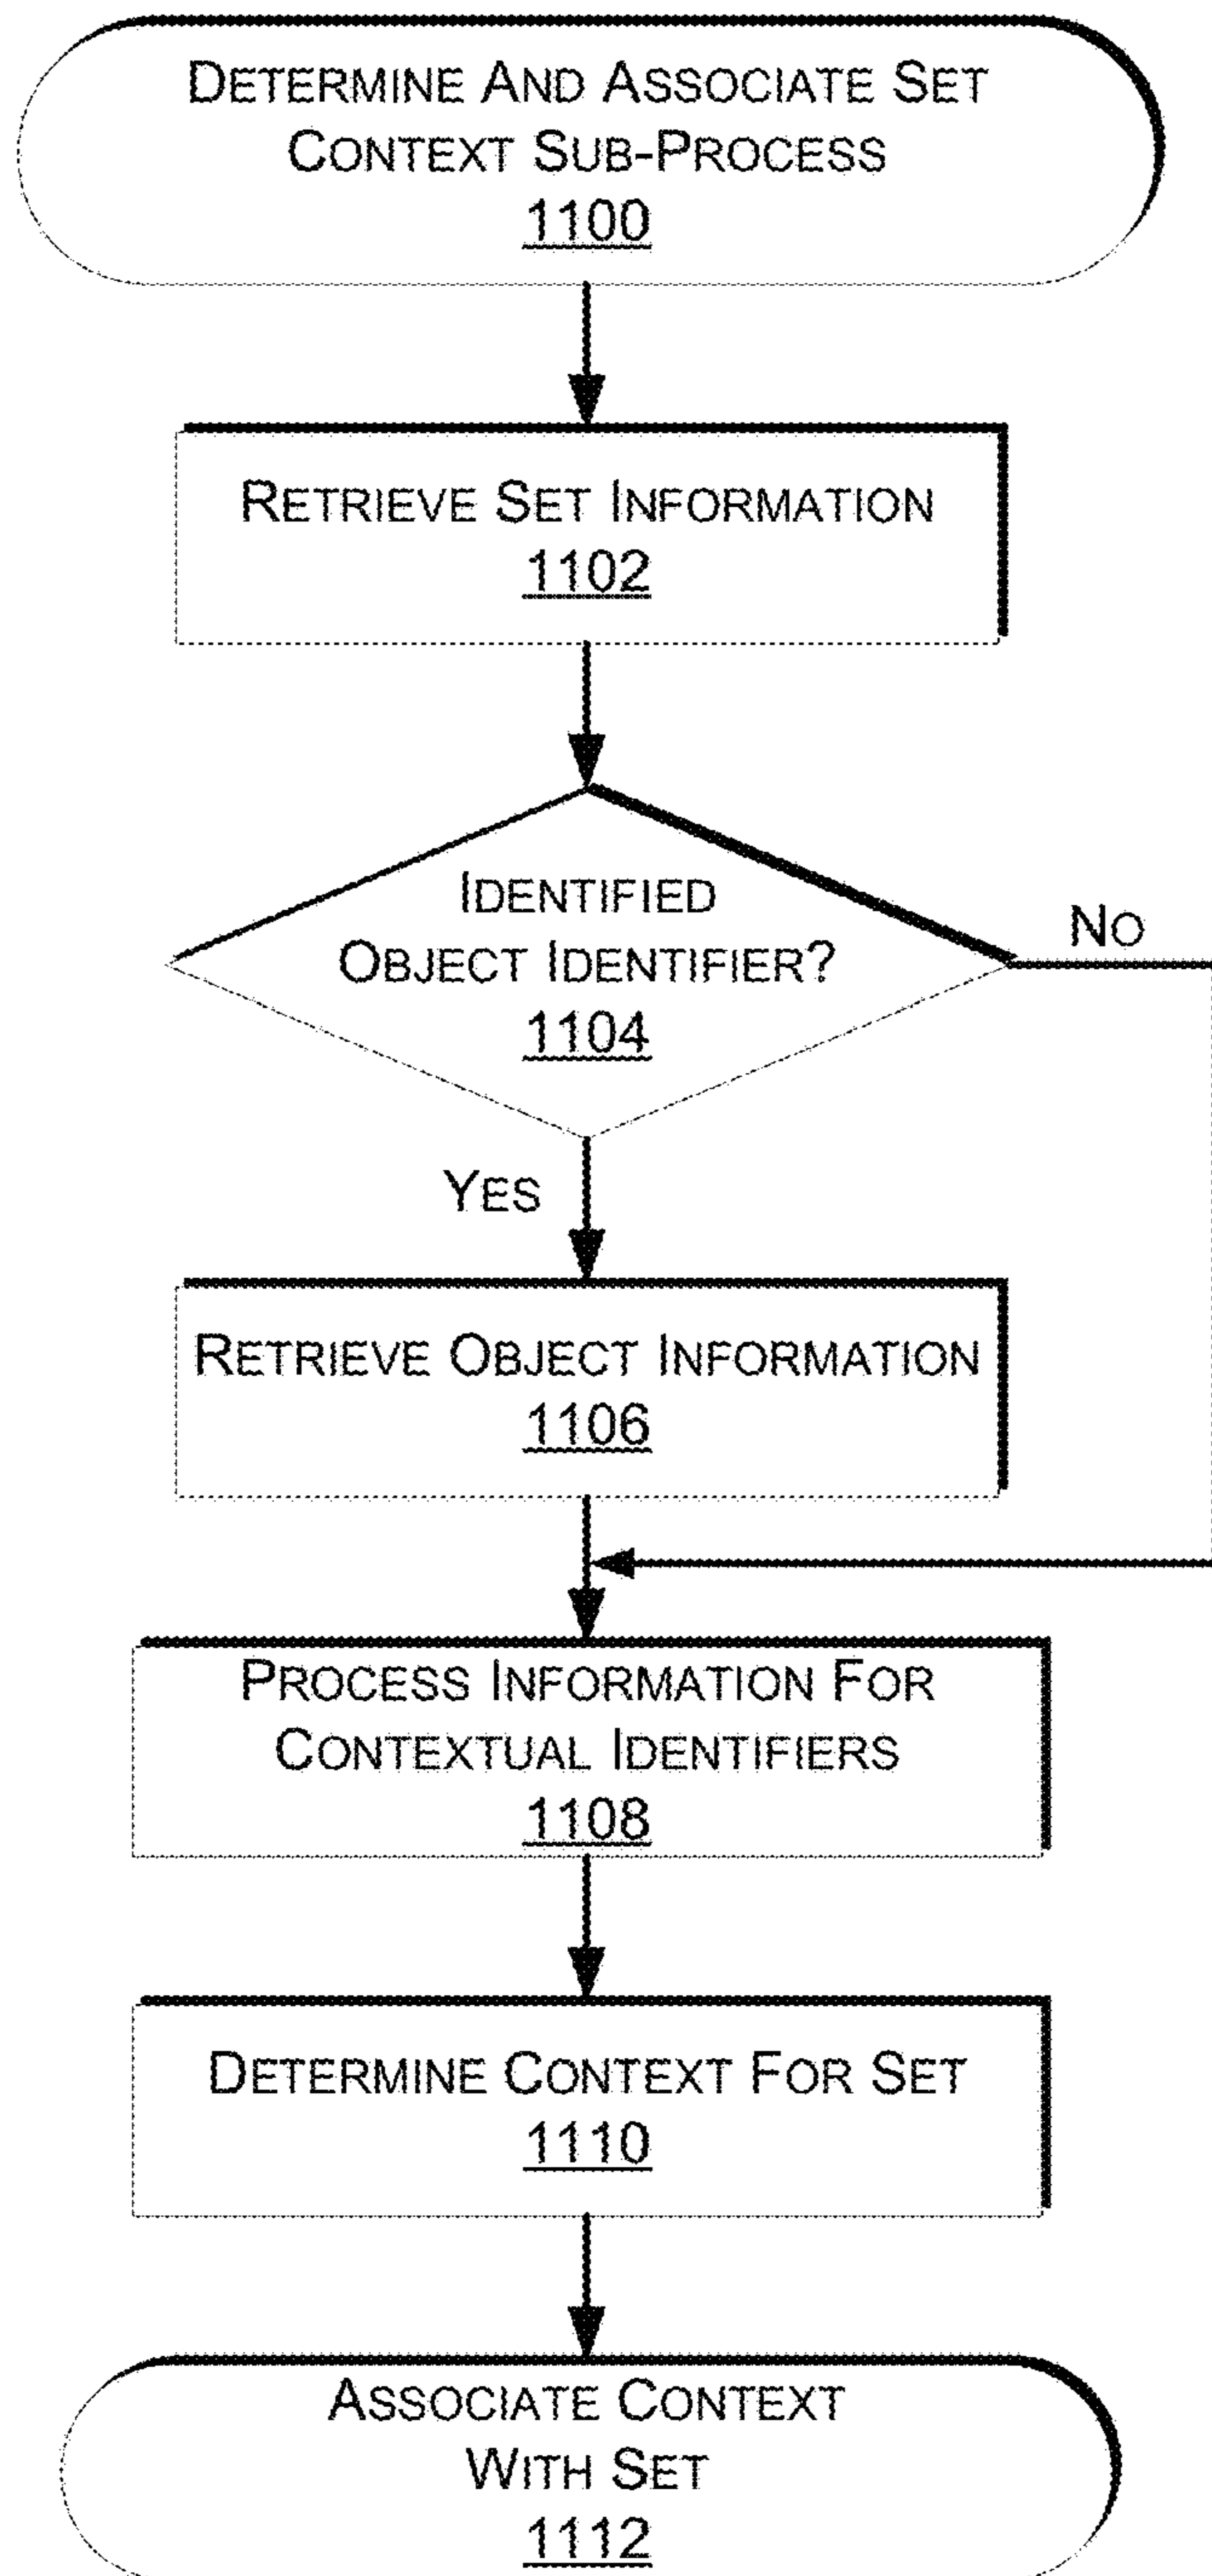 DETERMINE AND ASSOCIATE SET
CONTEXT SUB-PROCESS
1100
RETRIEVE SET INFORMATION
1102
IDENTIFIED
OBJECT IDENTIFIER?
1104
NO
YES
RETRIEVE OBJECT INFORMATION
1106
PROCESS INFORMATION FOR
CONTEXTUAL IDENTIFIERS
1108
DETERMINE CONTEXT FOR SET
1110
ASSOCIATE CONTEXT
WITH SET
1112